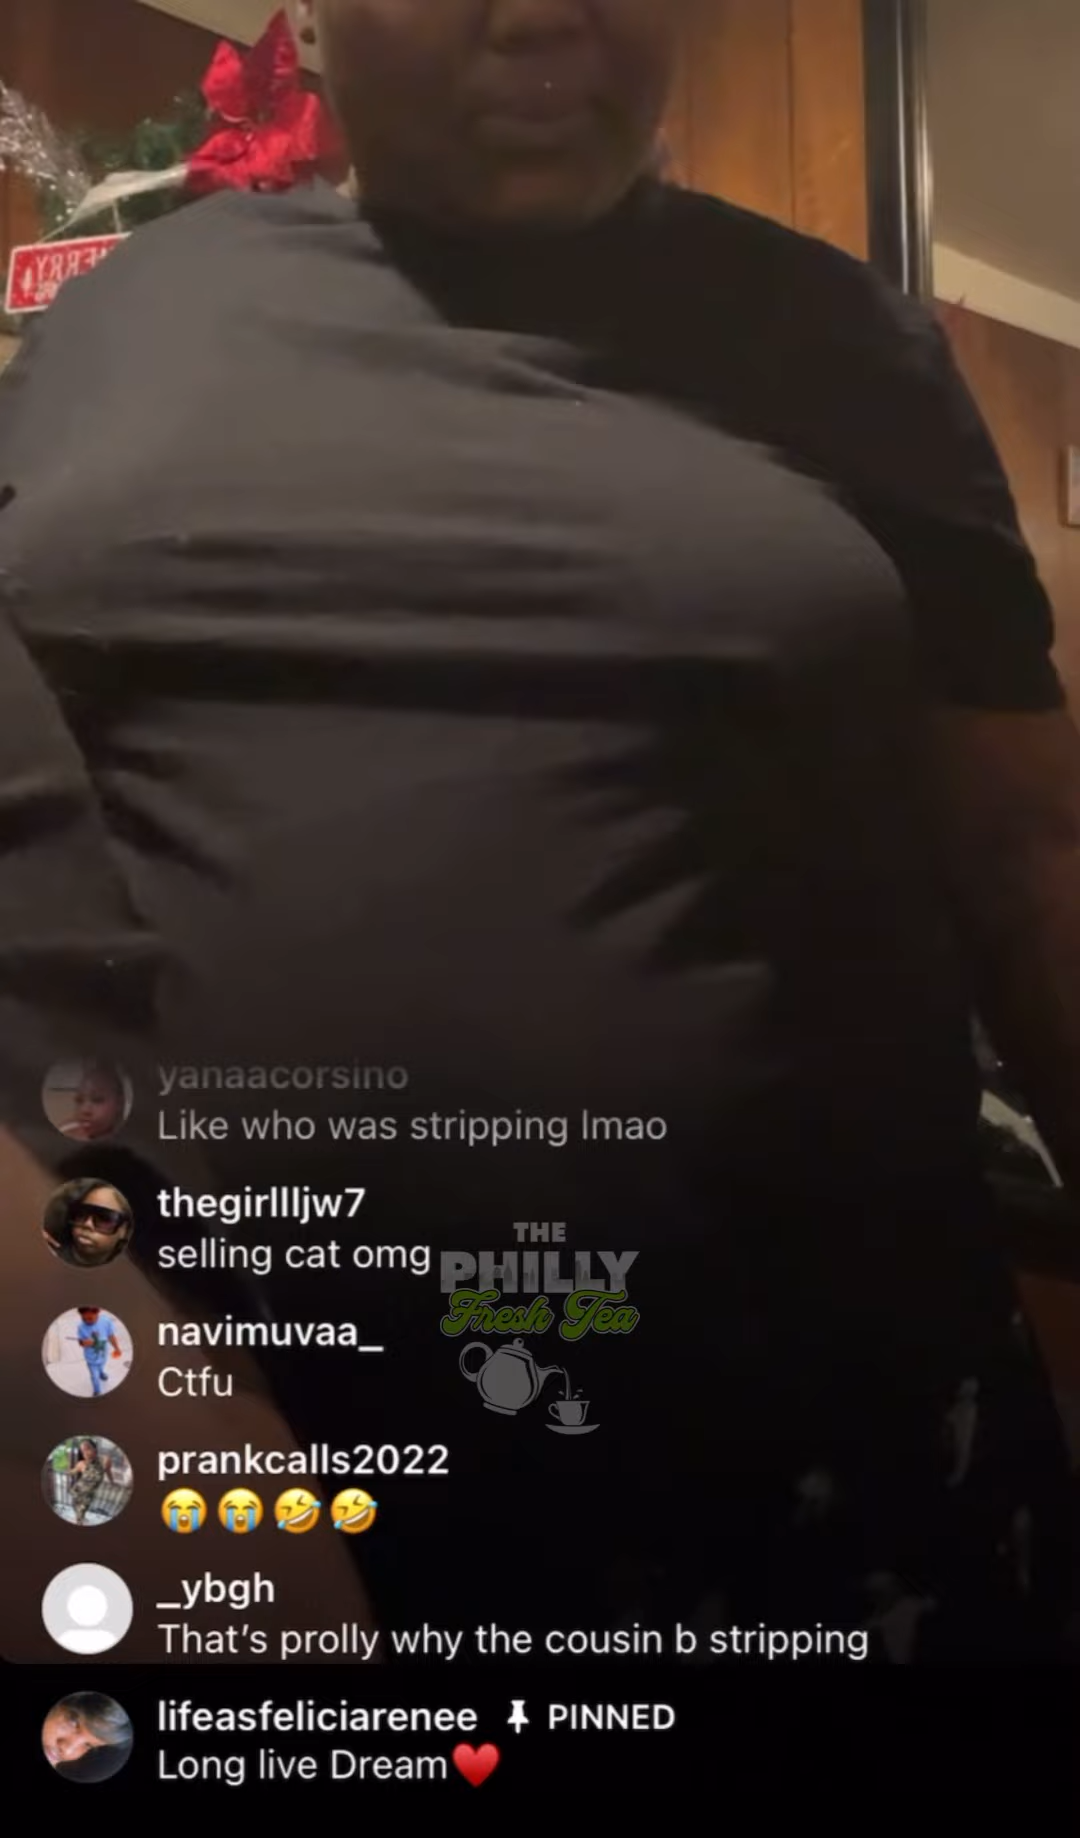 yanaacorsino
Like who was stripping lmao
thegirlllljw7
selling cat omg
THE
PHILLY
Fresh Tea
navimuvaa_
Ctfu
prankcalls2022
😭😭🤣🤣
_ybgh
That's prolly why the cousin b stripping
lifeasfeliciarenee PINNED
Long live Dream♥️